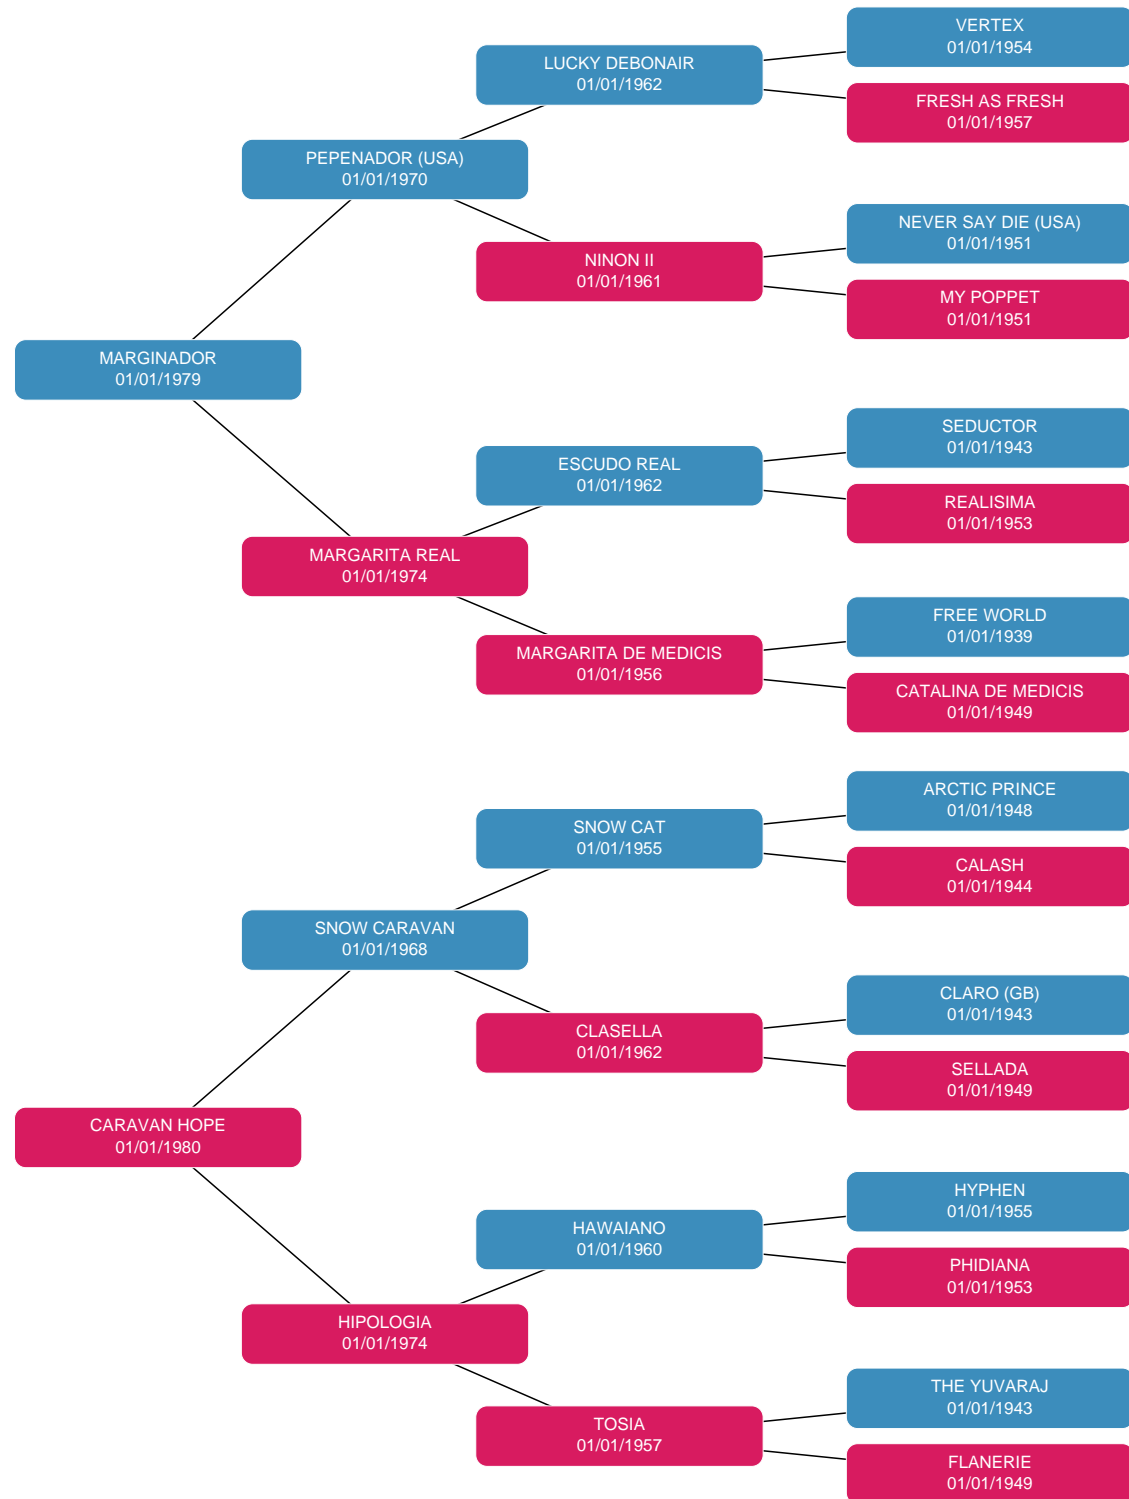 VERTEX
01/01/1954
LUCKY DEBONAIR
01/01/1962
FRESH AS FRESH
01/01/1957
PEPENADOR (USA)
01/01/1970
NEVER SAY DIE (USA)
01/01/1951
NINON II
01/01/1961
MY POPPET
01/01/1951
MARGINADOR
01/01/1979
SEDUCTOR
01/01/1943
ESCUDO REAL
01/01/1962
REALISIMA
01/01/1953
MARGARITA REAL
01/01/1974
FREE WORLD
01/01/1939
MARGARITA DE MEDICIS
01/01/1956
CATALINA DE MEDICIS
01/01/1949
ARCTIC PRINCE
01/01/1948
SNOW CAT
01/01/1955
CALASH
01/01/1944
SNOW CARAVAN
01/01/1968
CLARO (GB)
01/01/1943
CLASELLA
01/01/1962
SELLADA
01/01/1949
CARAVAN HOPE
01/01/1980
HYPHEN
01/01/1955
HAWAIANO
01/01/1960
PHIDIANA
01/01/1953
HIPOLOGIA
01/01/1974
THE YUVARAJ
01/01/1943
TOSIA
01/01/1957
FLANERIE
01/01/1949